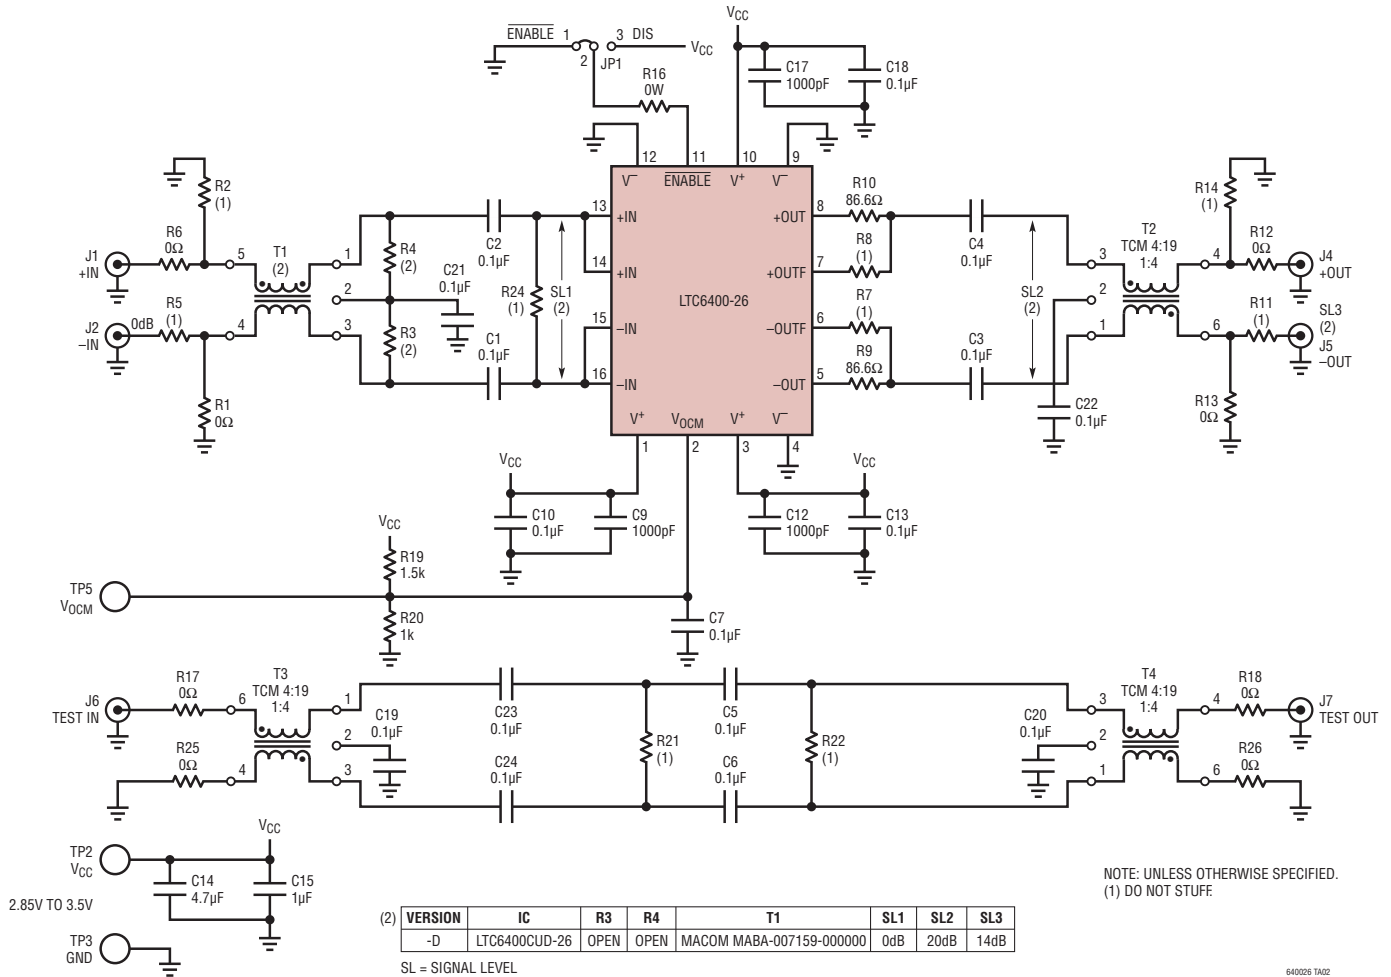 VCC
ENABLE 1
3 DIS
VCC
2
JP1
R16
0W
C17
1000pF
C18
0.1µF
12
11
10
9
V–
ENABLE
V+
V–
R2
(1)
R6
0Ω
J1
+IN
5
T1
(2)
1
R4
(2)
C2
0.1µF
13
+IN
8
+OUT
R10
86.6Ω
R8
(1)
C4
0.1µF
R14
(1)
T2
TCM 4:19
1:4
3
4
R12
0Ω
J4
+OUT
C21
0.1µF
14
+IN
7
+OUTF
R5
(1)
J2
–IN
0dB
4
2
3
R3
(2)
R24
(1)
SL1
(2)
LTC6400-26
15
–IN
6
–OUTF
R7
(1)
SL2
(2)
2
1
6
R11
(1)
SL3
(2)
J5
–OUT
C1
0.1µF
16
–IN
5
–OUT
R9
86.6Ω
C3
0.1µF
R1
0Ω
V+
VOCM
V+
V–
C22
0.1µF
R13
0Ω
1
2
3
4
VCC
VCC
C10
0.1µF
C9
1000pF
C12
1000pF
C13
0.1µF
VCC
R19
1.5k
TP5
VOCM
R20
1k
C7
0.1µF
R17
0Ω
J6
TEST IN
6
T3
TCM 4:19
1:4
1
C19
0.1µF
2
C23
0.1µF
R21
(1)
C5
0.1µF
R22
(1)
C20
0.1µF
3
2
T4
TCM 4:19
1:4
4
R18
0Ω
J7
TEST OUT
R25
0Ω
4
3
C24
0.1µF
C6
0.1µF
1
6
R26
0Ω
VCC
TP2
VCC
2.85V TO 3.5V
C14
4.7µF
C15
1µF
TP3
GND
NOTE: UNLESS OTHERWISE SPECIFIED.
(1) DO NOT STUFF.
(2) VERSION IC R3 R4 T1 SL1 SL2 SL3
-D LTC6400CUD-26 OPEN OPEN MACOM MABA-007159-000000 0dB 20dB 14dB
SL = SIGNAL LEVEL
640026 TA02